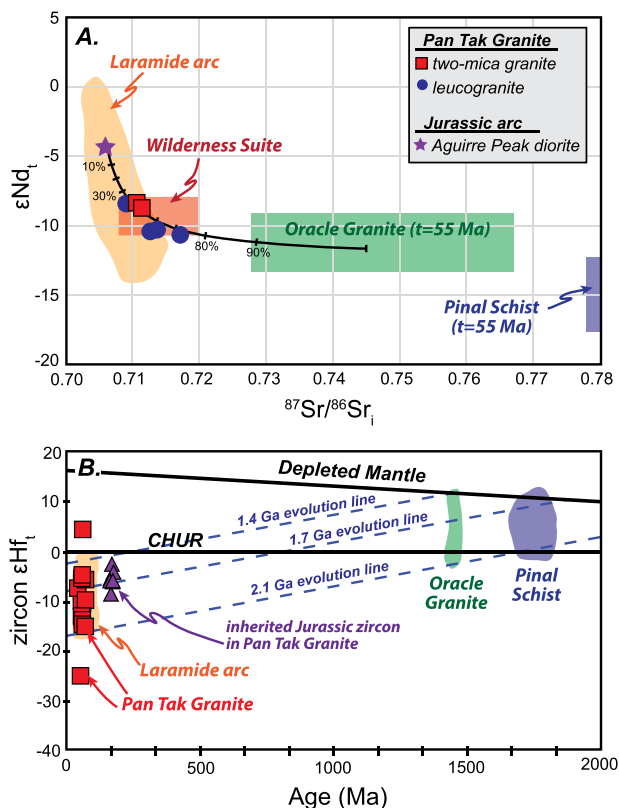 A.
Laramide arc
Wilderness Suite
Pan Tak Granite
two-mica granite
leucogranite
Jurassic arc
Aguirre Peak diorite
10%
30%
80%
90%
Oracle Granite (t=55 Ma)
Pinal Schist
(t=55 Ma)
εNd_t
5
0
-5
-10
-15
-20
0.70
0.71
0.72
0.73
0.74
0.75
0.76
0.77
0.78
⁸⁷Sr/⁸⁶Sr_i
B.
Depleted Mantle
1.4 Ga evolution line
CHUR
1.7 Ga evolution line
2.1 Ga evolution line
Oracle
Granite
Pinal
Schist
inherited Jurassic zircon
in Pan Tak Granite
Laramide arc
Pan Tak Granite
zircon εHf_t
20
10
0
-10
-20
-30
-40
0
500
1000
1500
2000
Age (Ma)